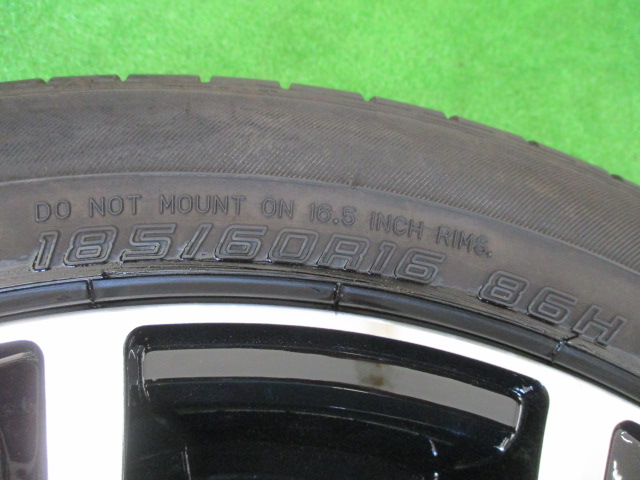 DO NOT MOUNT ON 16.5 INCH RIMS.
185/60R16 86H